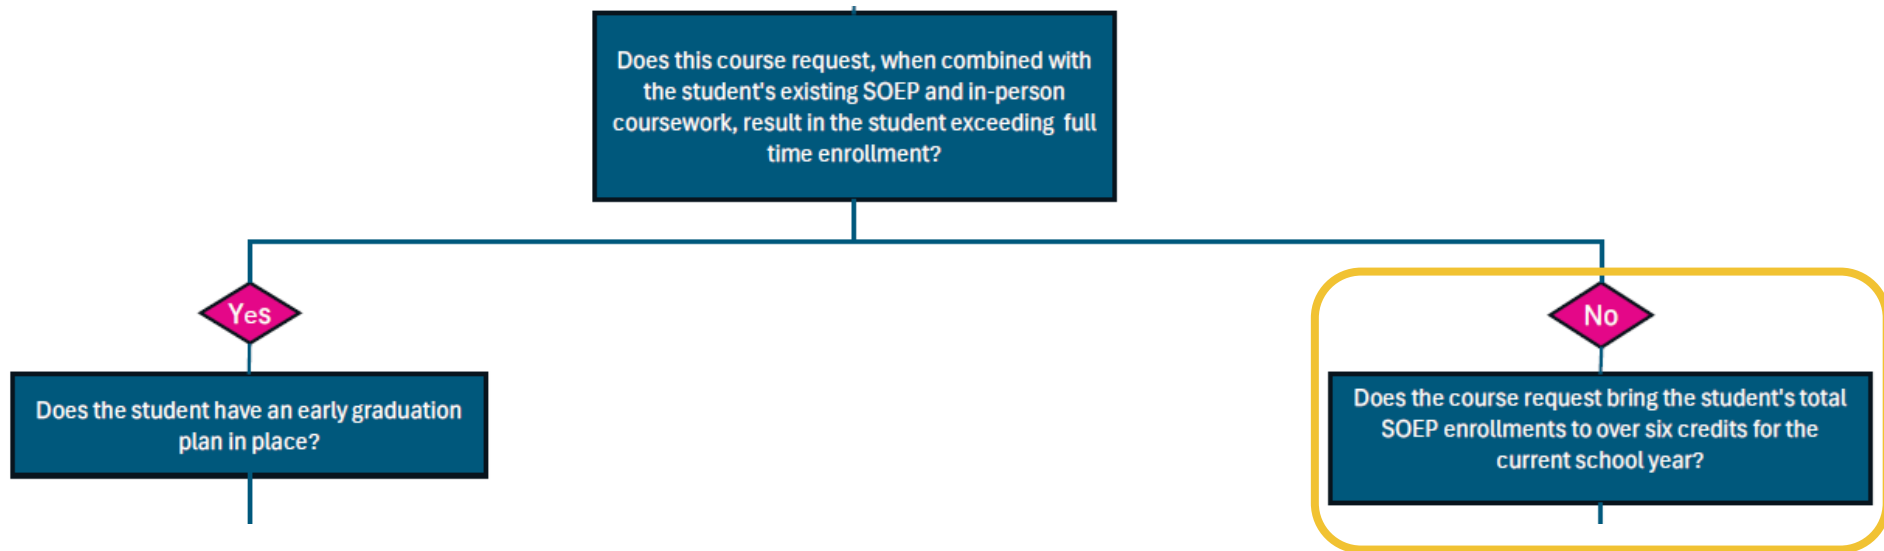 Does this course request, when combined with
the student's existing SOEP and in-person
coursework, result in the student exceeding full
time enrollment?
Yes
No
Does the student have an early graduation
plan in place?
Does the course request bring the student's total
SOEP enrollments to over six credits for the
current school year?